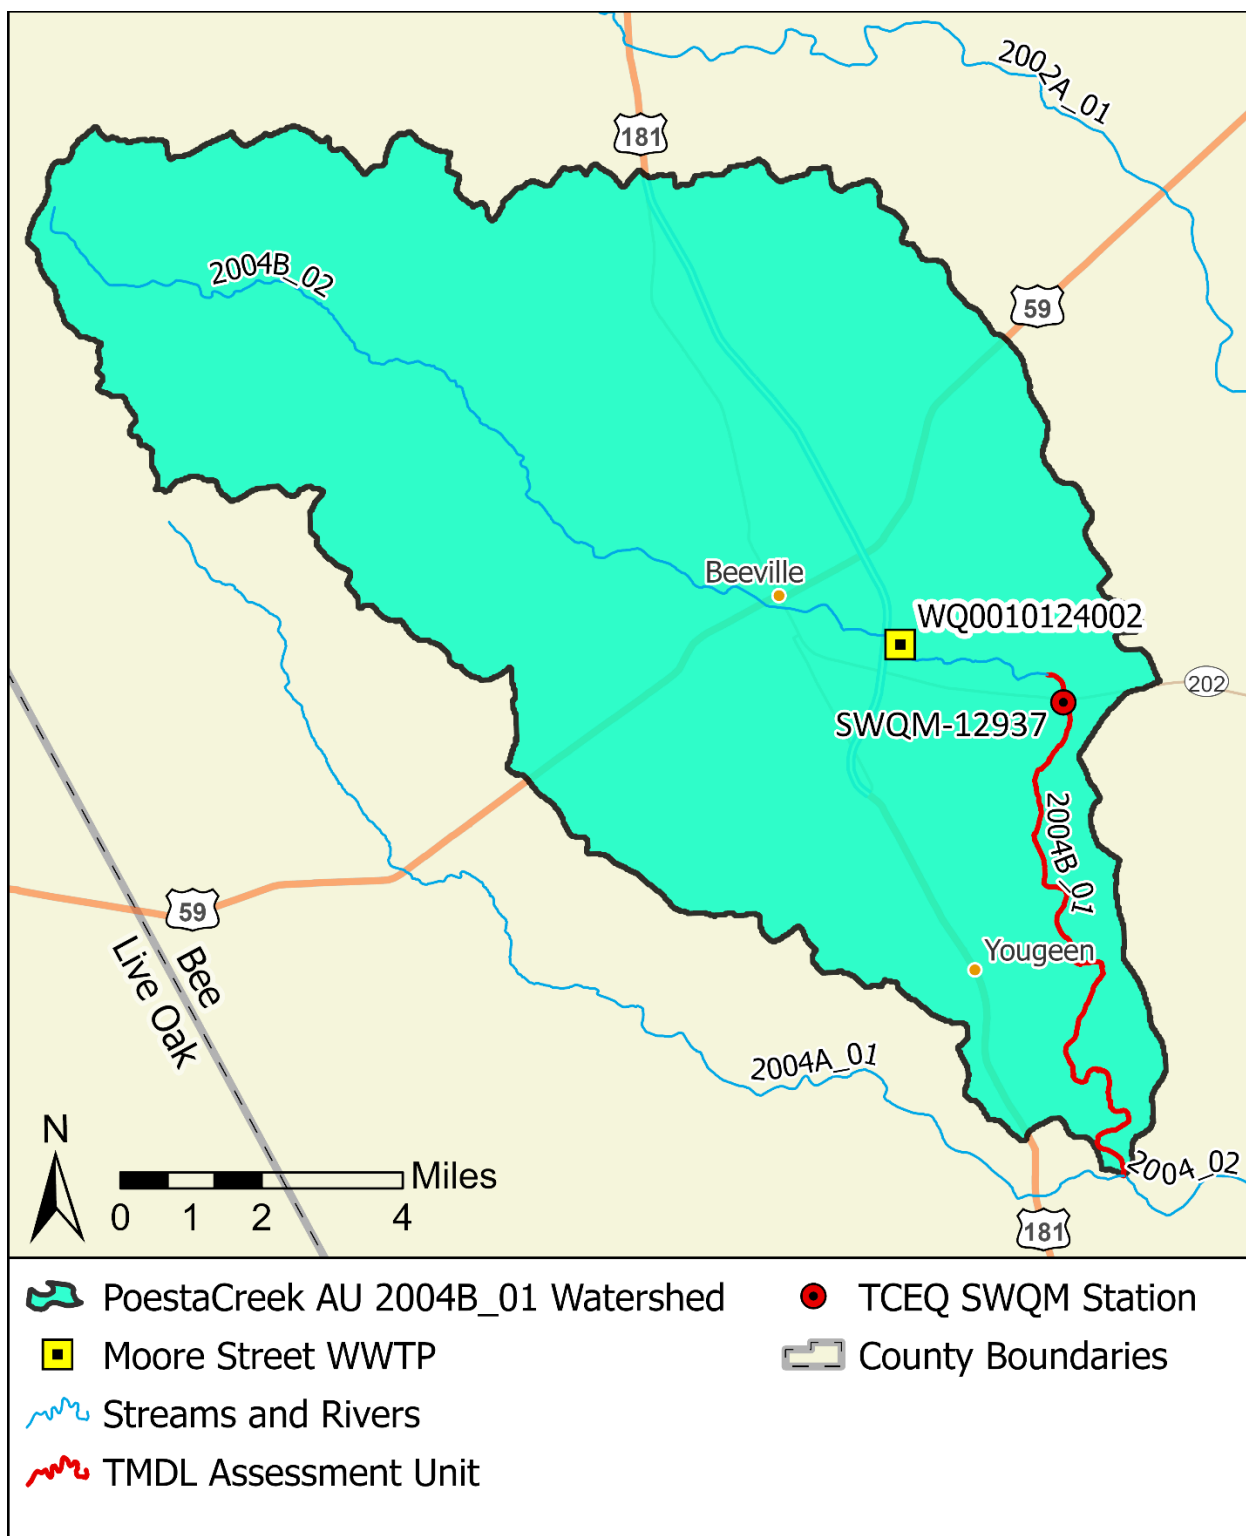 2002A_01
181
59
2004B_02
Beeville
WQ0010124002
202
SWQM-12937
2004B_01
59
Bee
Live Oak
Yougeen
2004A_01
2004_02
181
N
Miles
0 1 2 4
PoestaCreek AU 2004B_01 Watershed
Moore Street WWTP
Streams and Rivers
TMDL Assessment Unit
TCEQ SWQM Station
County Boundaries